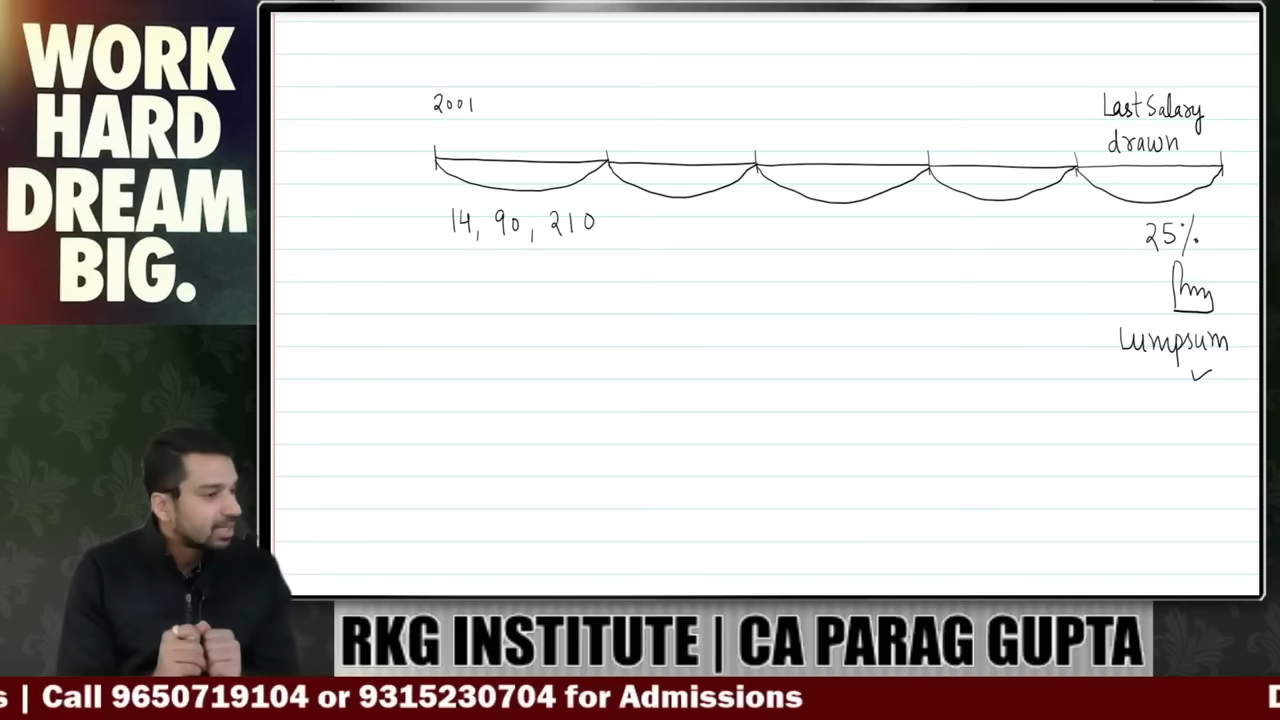 WORK
HARD
DREAM
BIG.
2001
Last Salary
drawn
14, 90, 210
25%
Lumpsum
RKG INSTITUTE | CA PARAG GUPTA
s | Call 9650719104 or 9315230704 for Admissions
D